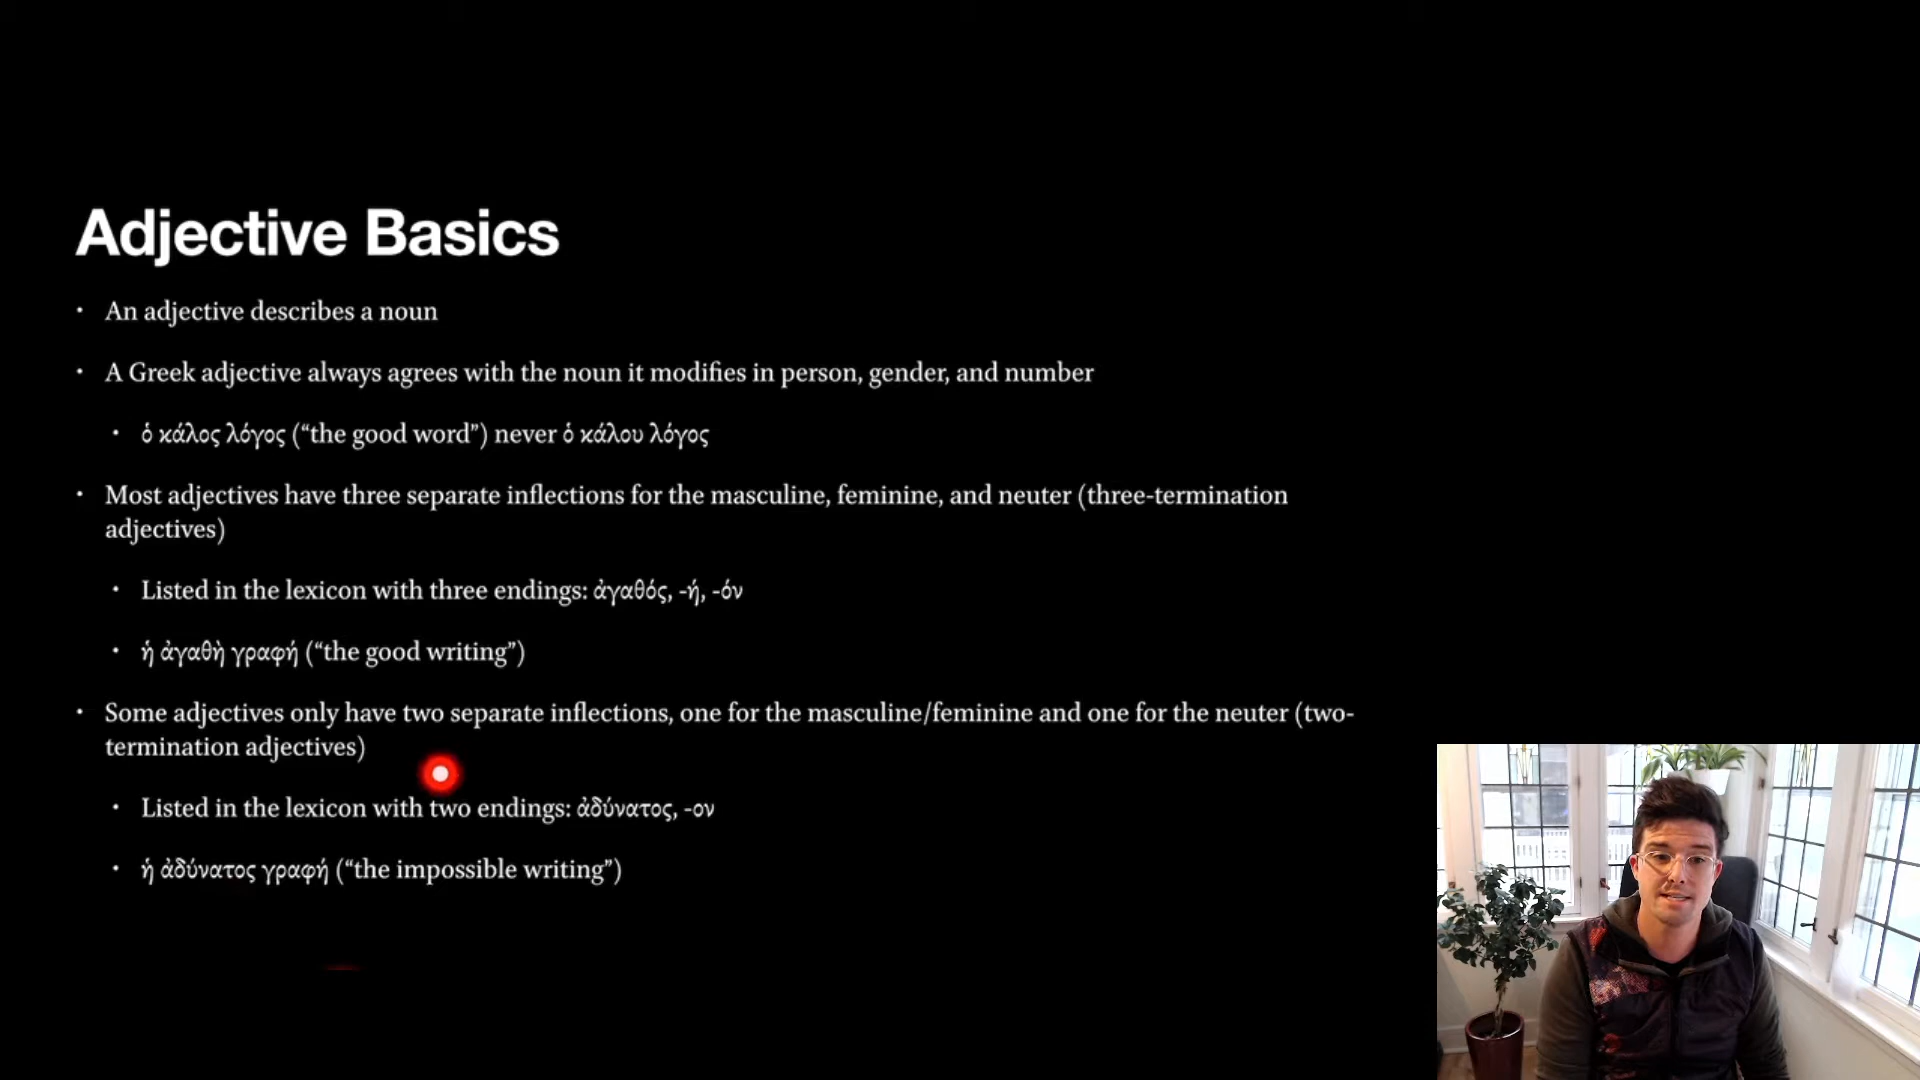 Adjective Basics
• An adjective describes a noun
• A Greek adjective always agrees with the noun it modifies in person, gender, and number
• ὁ κάλος λόγος (“the good word”) never ὁ κάλου λόγος
• Most adjectives have three separate inflections for the masculine, feminine, and neuter (three-termination
adjectives)
• Listed in the lexicon with three endings: ἀγαθός, -ή, -όν
• ἡ ἀγαθὴ γραφή (“the good writing”)
• Some adjectives only have two separate inflections, one for the masculine/feminine and one for the neuter (two-
termination adjectives)
• Listed in the lexicon with two endings: ἀδύνατος, -ον
• ἡ ἀδύνατος γραφή (“the impossible writing”)